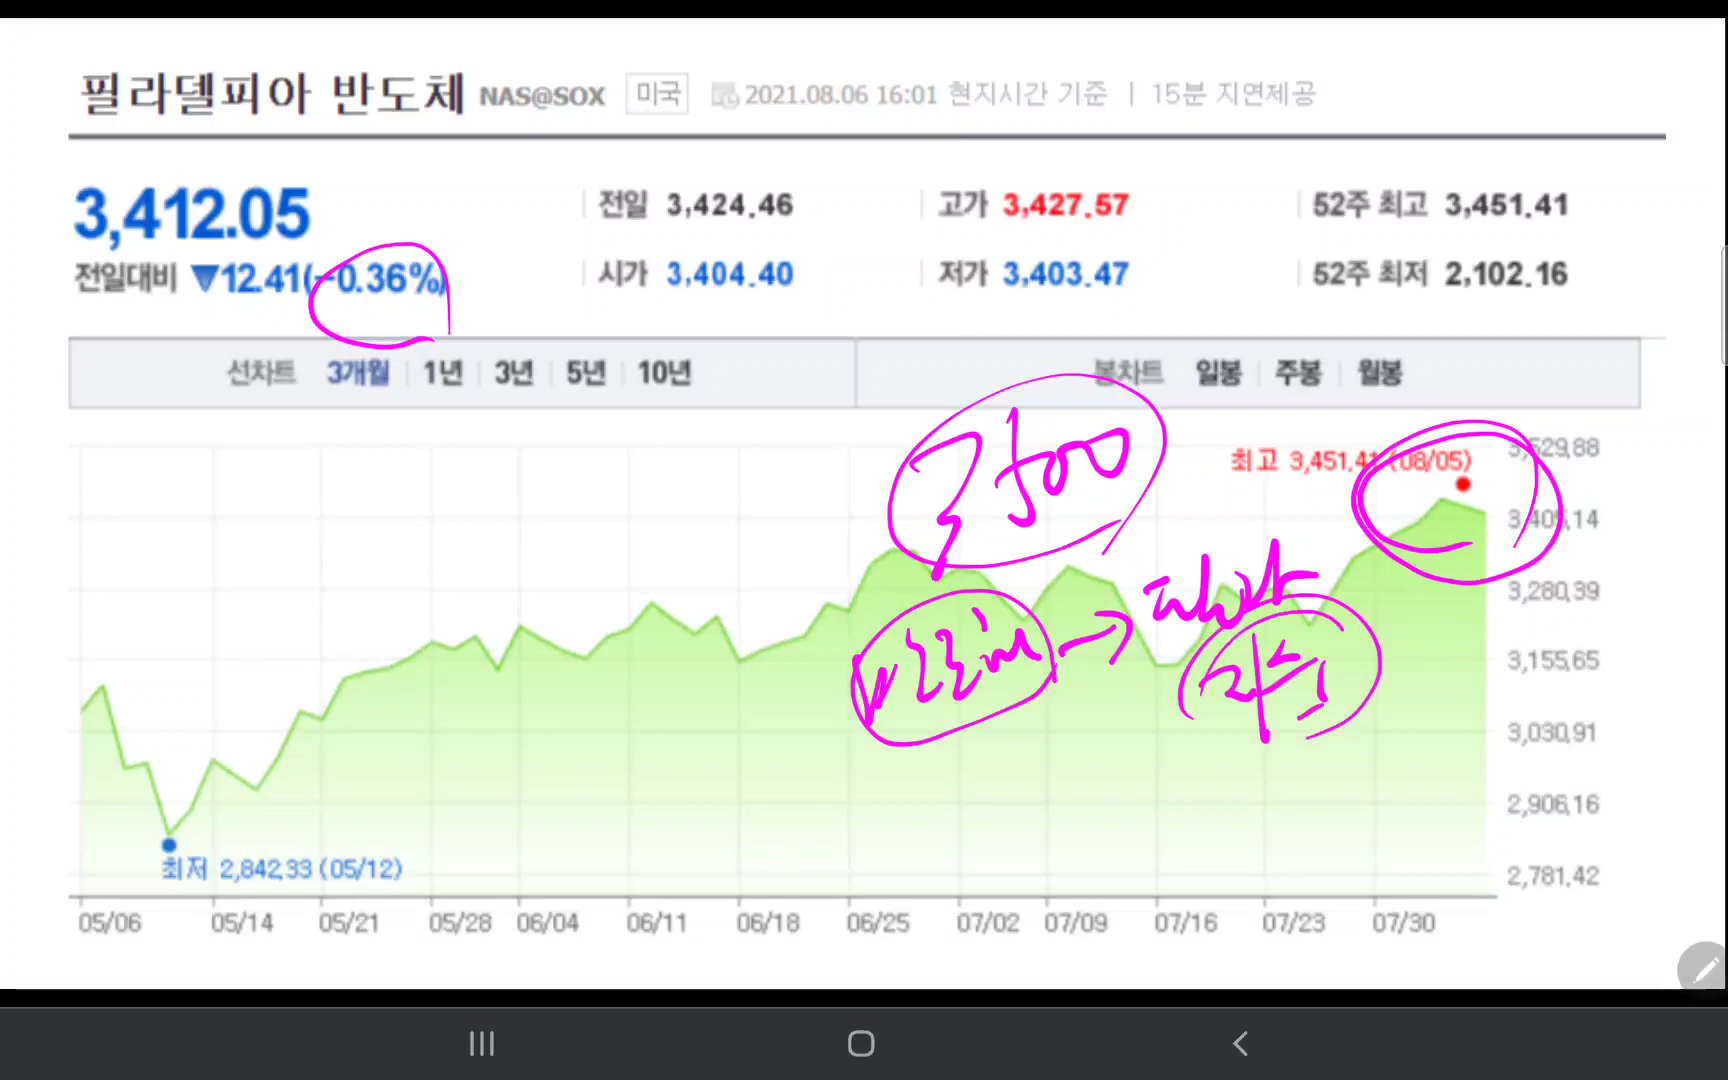 필라델피아 반도체 NAS@SOX 미국 2021.08.06 16:01 현지시간 기준 | 15분 지연제공
3,412.05
전일대비 ▼12.41(-0.36%)
전일 3,424.46 고가 3,427.57 52주 최고 3,451.41
시가 3,404.40 저가 3,403.47 52주 최저 2,102.16
선차트 3개월 1년 3년 5년 10년 봉차트 일봉 주봉 월봉
3500
최고 3,451.41 (08/05)
3,529.88
3,405.14
3,280.39
3,155.65
3,030.91
2,906.16
2,781.42
최저 2,842.33 (05/12)
05/06 05/14 05/21 05/28 06/04 06/11 06/18 06/25 07/02 07/09 07/16 07/23 07/30